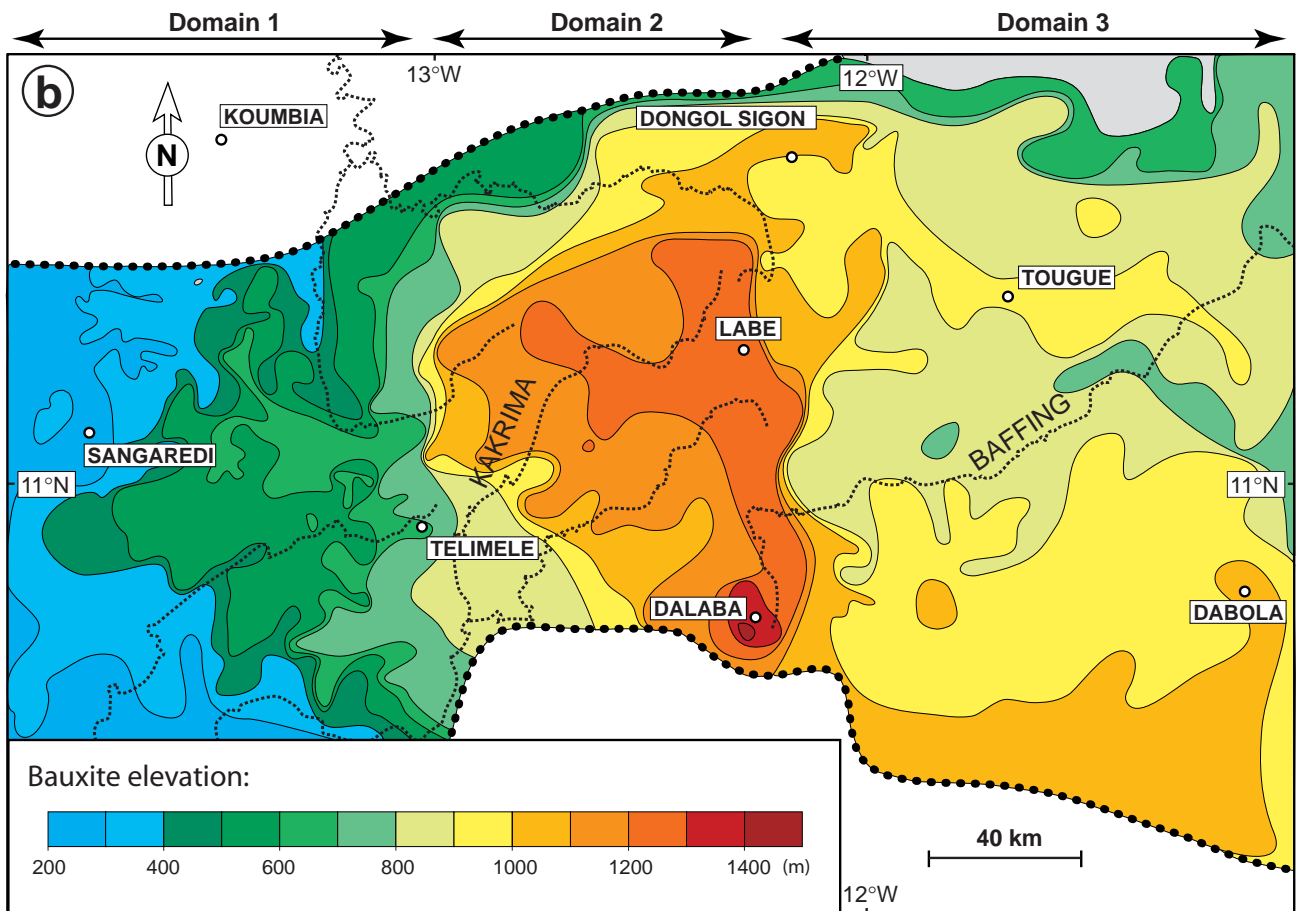 Domain 1 Domain 2 Domain 3
b
13°W
12°W
KOUMBIA
N
DONGOL SIGON
TOUGUE
LABE
KAKRIMA
BAFFING
SANGAREDI
11°N
11°N
TELIMELE
DALABA
DABOLA
Bauxite elevation:
200 400 600 800 1000 1200 1400 (m)
40 km
12°W